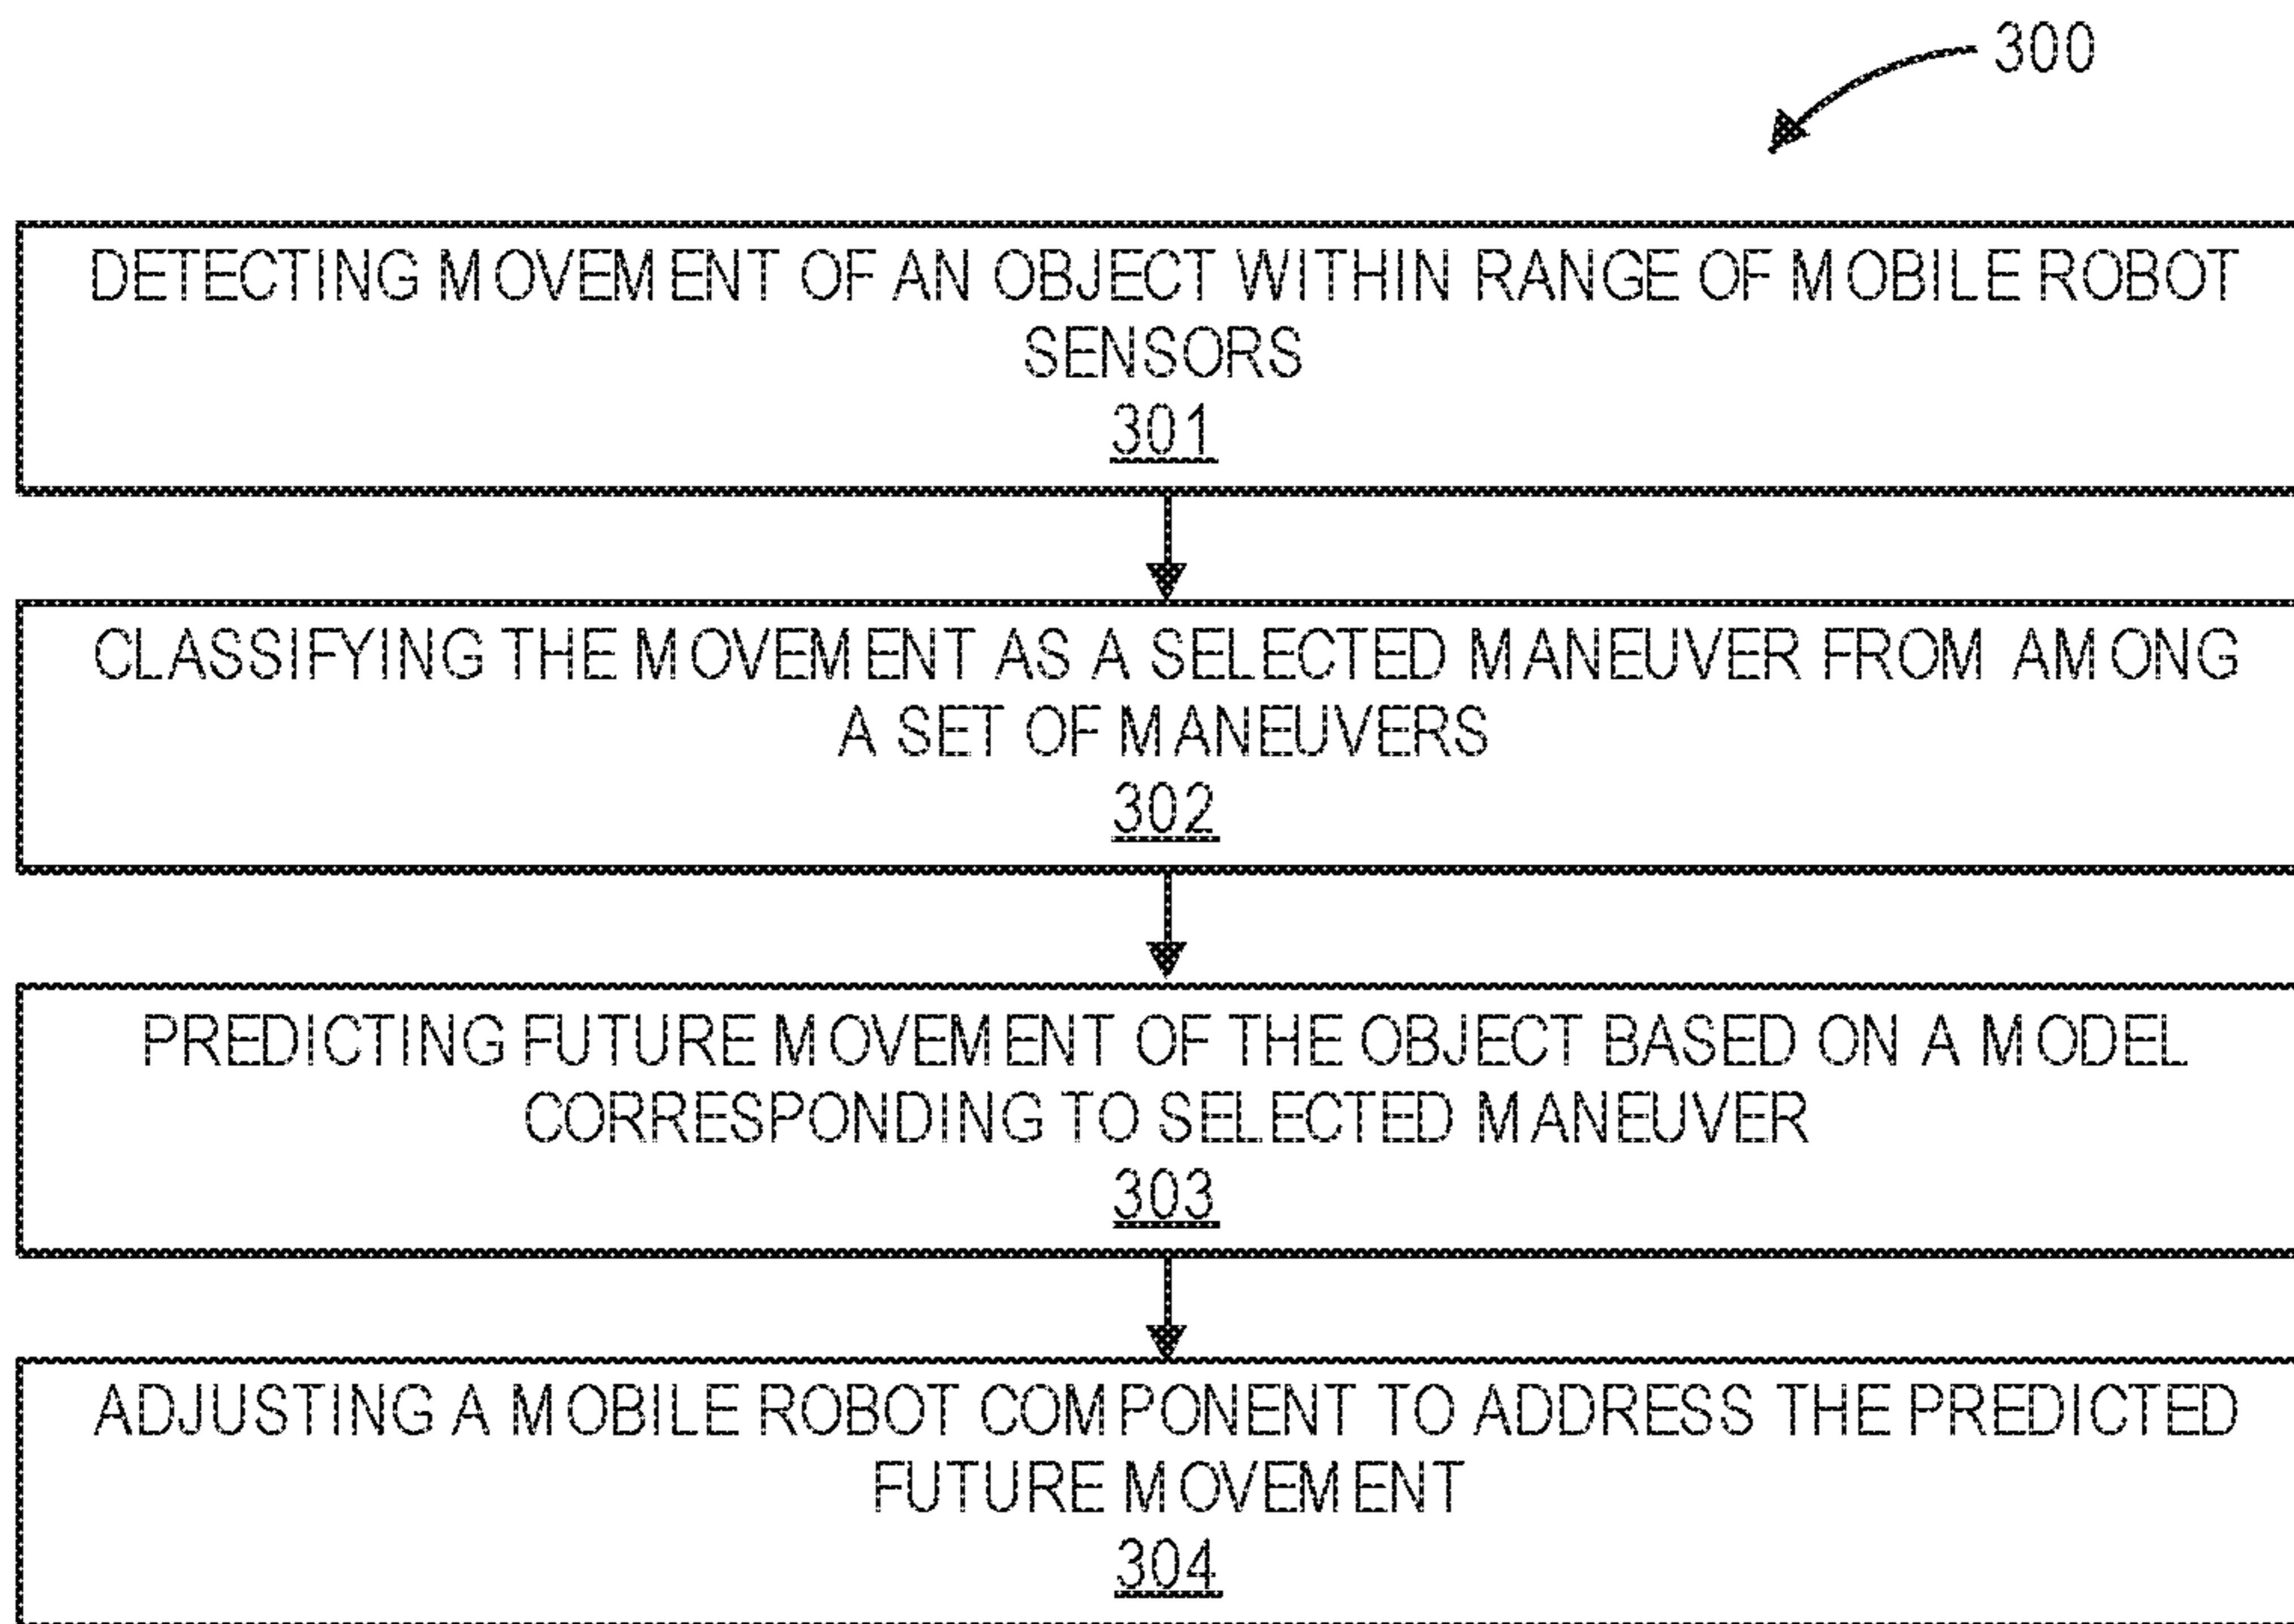 300
DETECTING MOVEMENT OF AN OBJECT WITHIN RANGE OF MOBILE ROBOT
SENSORS
301
CLASSIFYING THE MOVEMENT AS A SELECTED MANEUVER FROM AMONG
A SET OF MANEUVERS
302
PREDICTING FUTURE MOVEMENT OF THE OBJECT BASED ON A MODEL
CORRESPONDING TO SELECTED MANEUVER
303
ADJUSTING A MOBILE ROBOT COMPONENT TO ADDRESS THE PREDICTED
FUTURE MOVEMENT
304